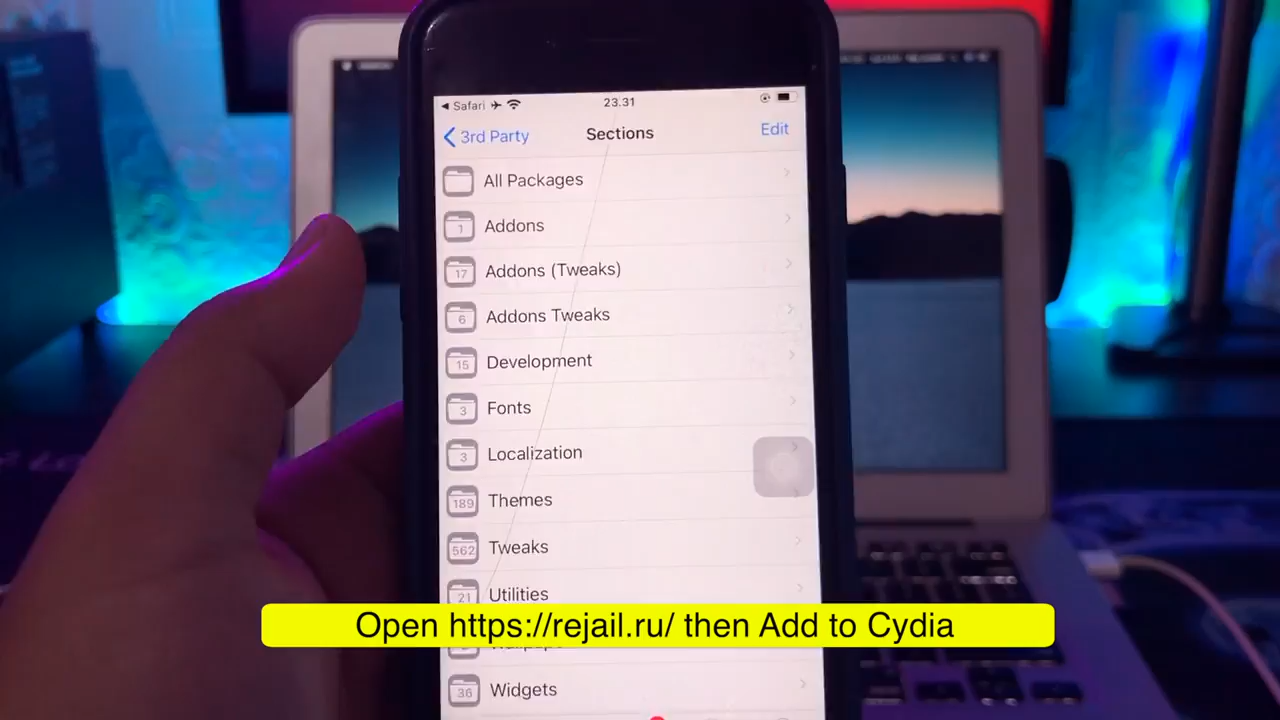 Safari
23.31
3rd Party
Sections
Edit
All Packages
1
Addons
17
Addons (Tweaks)
6
Addons Tweaks
15
Development
3
Fonts
3
Localization
189
Themes
562
Tweaks
21
Utilities
Open https://rejail.ru/ then Add to Cydia
36
Widgets